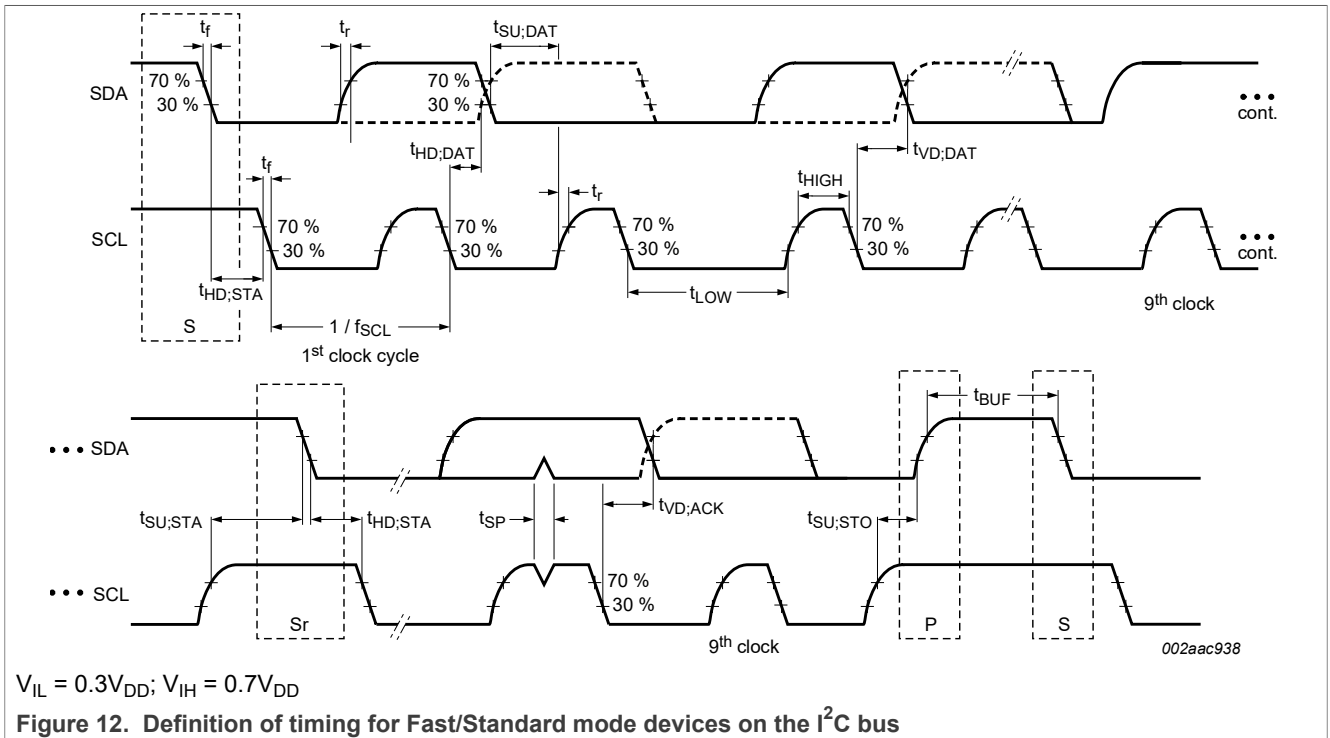 tf
tr
tSU;DAT
70 %
30 %
SDA
30 %
cont.
tHD;DAT
tVD;DAT
tf
tr
tHIGH
70 %
30 %
SCL
70 %
30 %
70 %
30 %
cont.
tHD;STA
tLOW
S
1 / fSCL
1st clock cycle
9th clock
tBUF
SDA
tSU;STA
tHD;STA
tSP
tVD;ACK
tSU;STO
SCL
70 %
30 %
Sr
9th clock
P
S
002aac938
VIL = 0.3VDD; VIH = 0.7VDD
Figure 12. Definition of timing for Fast/Standard mode devices on the I2C bus